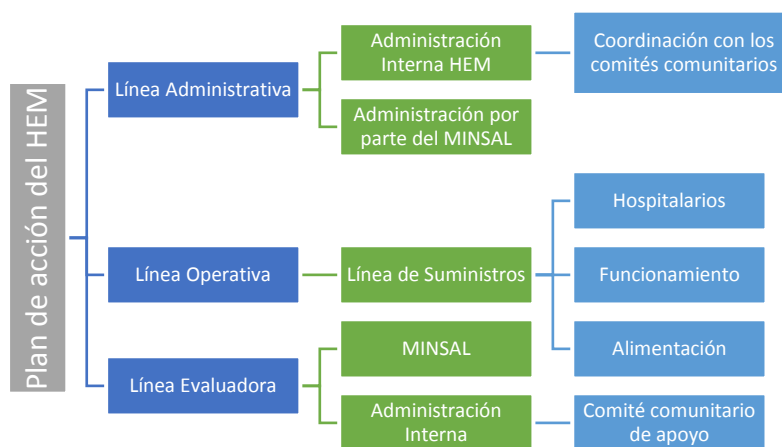 Plan de acción del HEM
Línea Administrativa
Administración
Interna HEM
Coordinación con los
comités comunitarios
Administración por
parte del MINSAL
Línea Operativa
Línea de Suministros
Hospitalarios
Funcionamiento
Alimentación
Línea Evaluadora
MINSAL
Administración
Interna
Comité comunitario
de apoyo